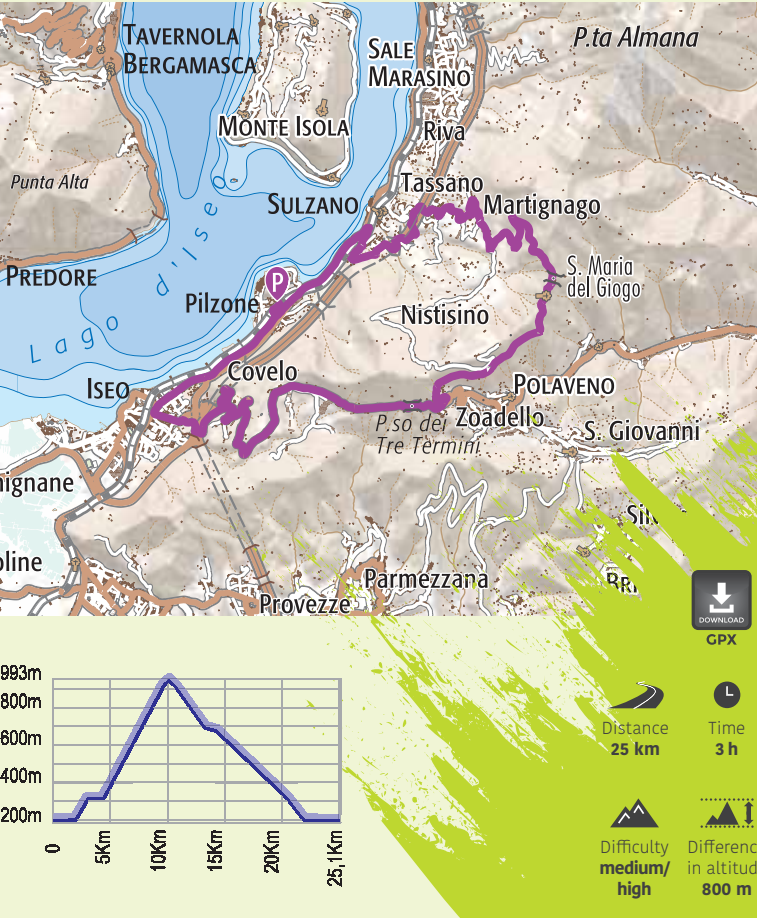 TAVERNOLA
BERGAMASCA
SALE
MARASINO
P.ta Almana
MONTE ISOLA
Riva
Punta Alta
Tassano
SULZANO
Martignago
Lago d'Iseo
S. Maria
del Giogo
PREDORE
P
Pilzone
Nistisino
Covelo
ISEO
POLAVENO
P.so dei
Tre Termini
Zoadello
S. Giovanni
nignane
oline
Parmezzana
Provezze
DOWNLOAD
GPX
993m
800m
600m
400m
200m
0
5Km
10Km
15Km
20Km
25,1Km
Distance
25 km
Time
3 h
Difficulty
medium/
high
Differenc
in altitud
800 m